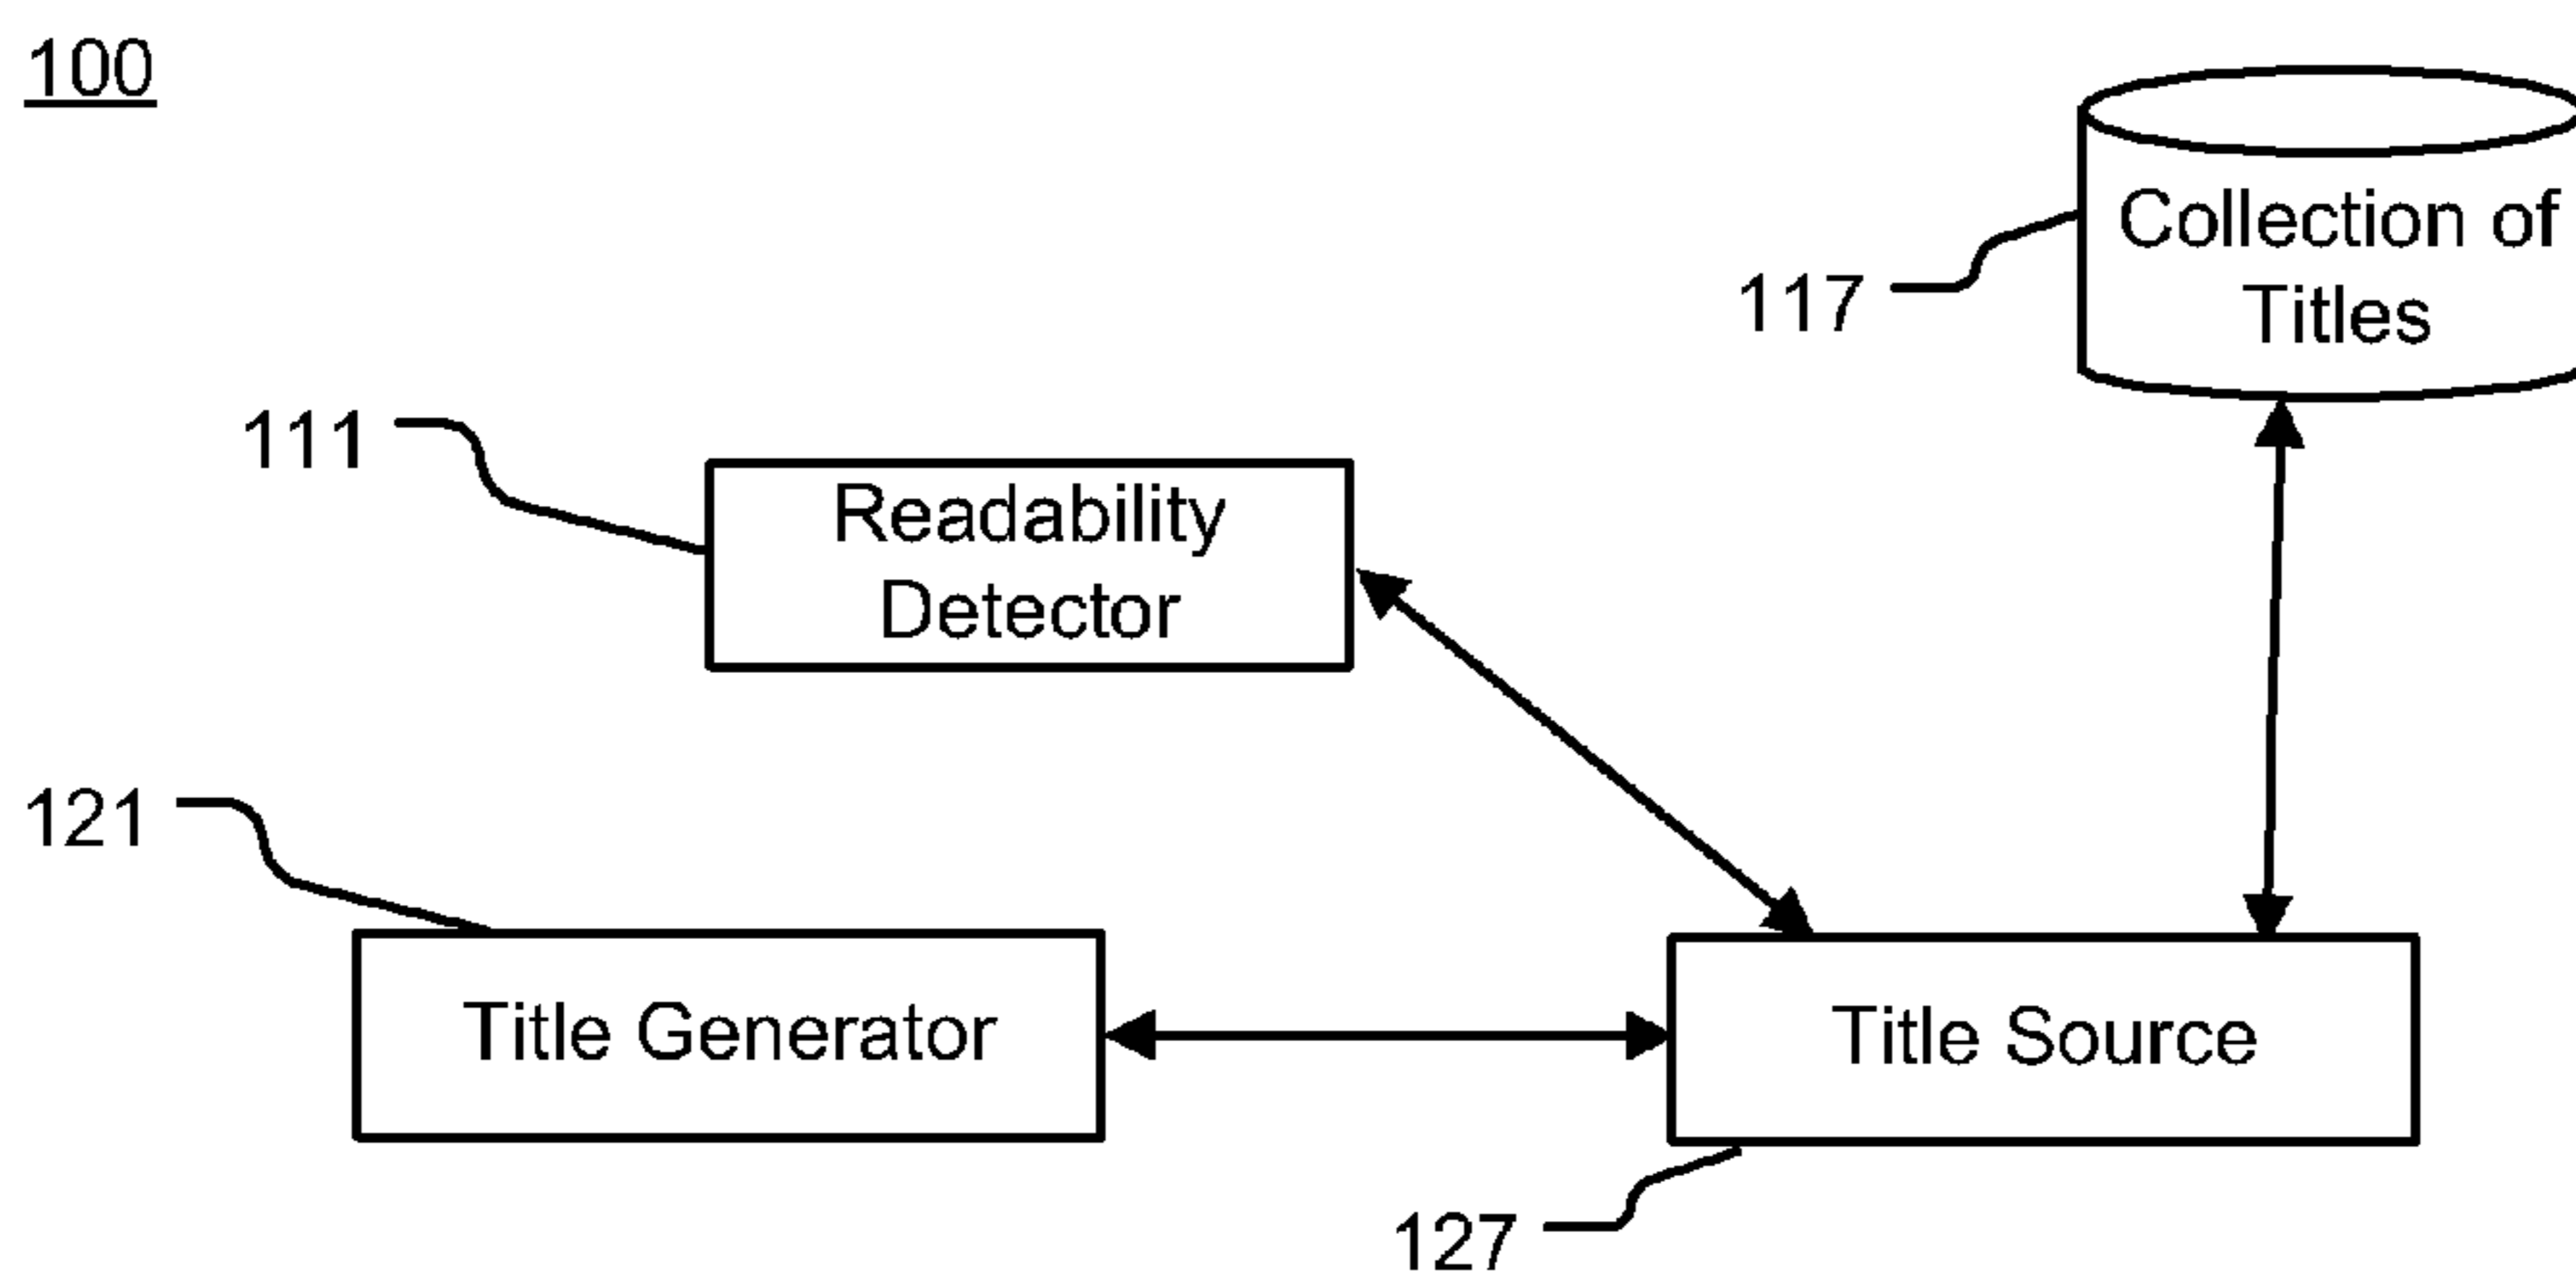 100
Collection of
Titles
117
111
Readability
Detector
121
Title Generator
Title Source
127